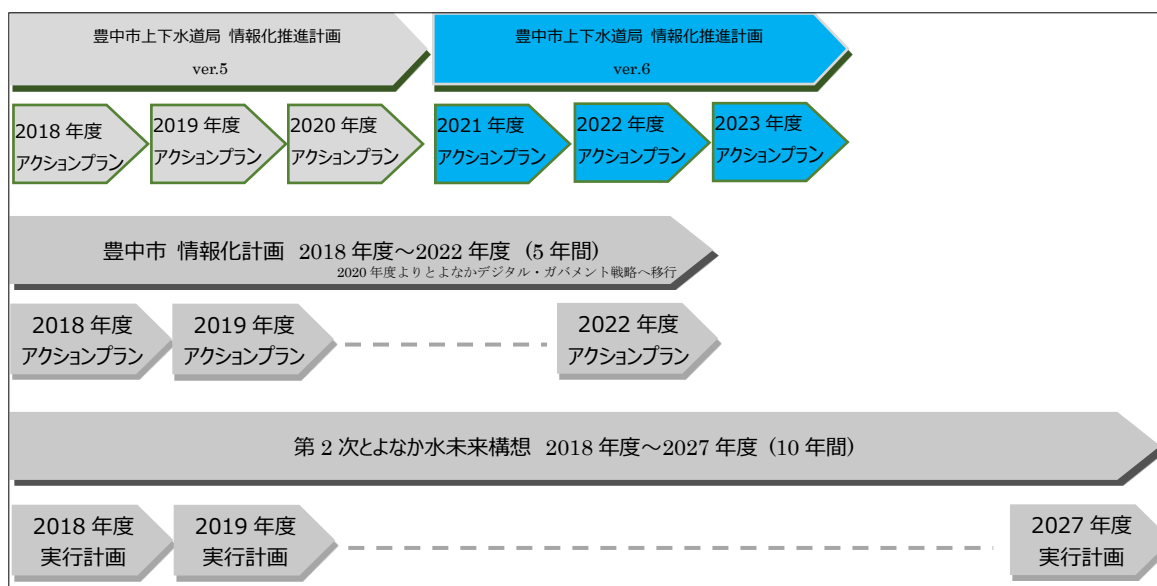 豊中市上下水道局 情報化推進計画
ver.5
豊中市上下水道局 情報化推進計画
ver.6
2018 年度
アクションプラン
2019 年度
アクションプラン
2020 年度
アクションプラン
2021 年度
アクションプラン
2022 年度
アクションプラン
2023 年度
アクションプラン
豊中市 情報化計画 2018 年度～2022 年度 (5 年間)
2020 年度よりとよなかデジタル・ガバメント戦略へ移行
2018 年度
アクションプラン
2019 年度
アクションプラン
2022 年度
アクションプラン
第 2 次とよなか水未来構想 2018 年度～2027 年度 (10 年間)
2018 年度
実行計画
2019 年度
実行計画
2027 年度
実行計画